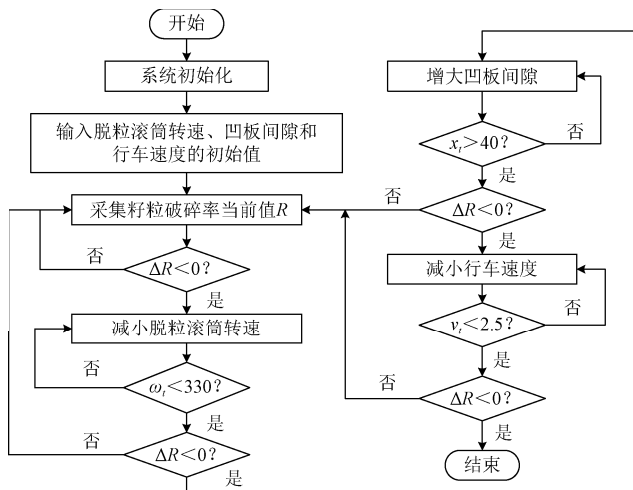 开始
系统初始化
输入脱粒滚筒转速、凹板间隙和
行车速度的初始值
采集籽粒破碎率当前值R
否
ΔR<0?
是
减小脱粒滚筒转速
否
ω_t<330?
是
否
ΔR<0?
是
增大凹板间隙
否
x_t>40?
是
否
ΔR<0?
是
减小行车速度
否
v_t<2.5?
是
否
ΔR<0?
是
结束